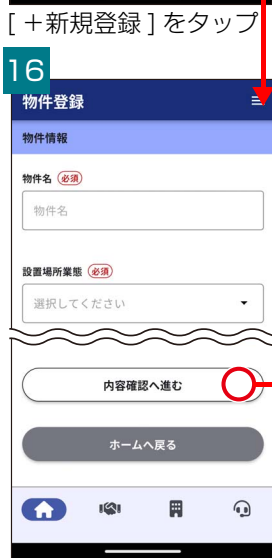 [ +新規登録 ] をタップ
16
物件登録
物件情報
物件名 必須
物件名
設置場所業態 必須
選択してください
内容確認へ進む
ホームへ戻る